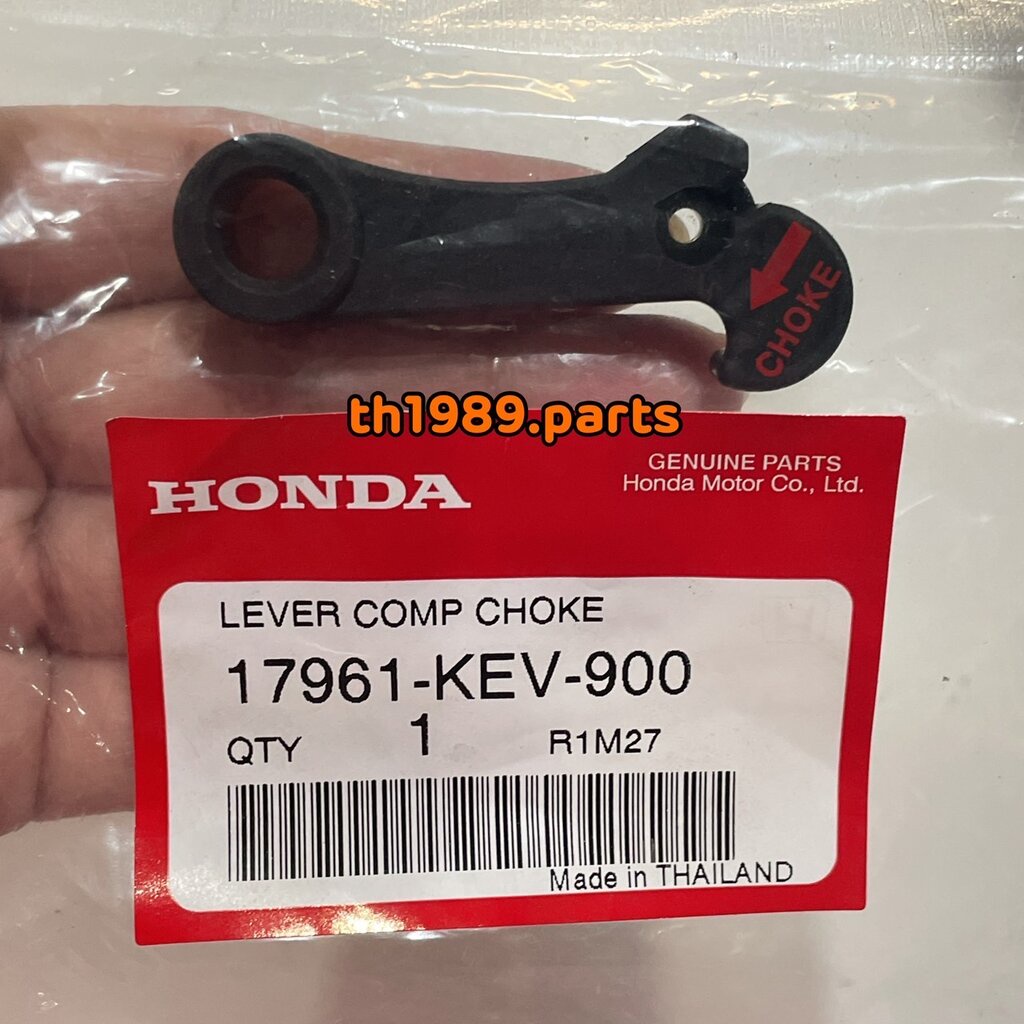 CHOKE
th1989.parts
HONDA
GENUINE PARTS
Honda Motor Co., Ltd.
LEVER COMP CHOKE
17961-KEV-900
QTY 1 R1M27
Made in THAILAND